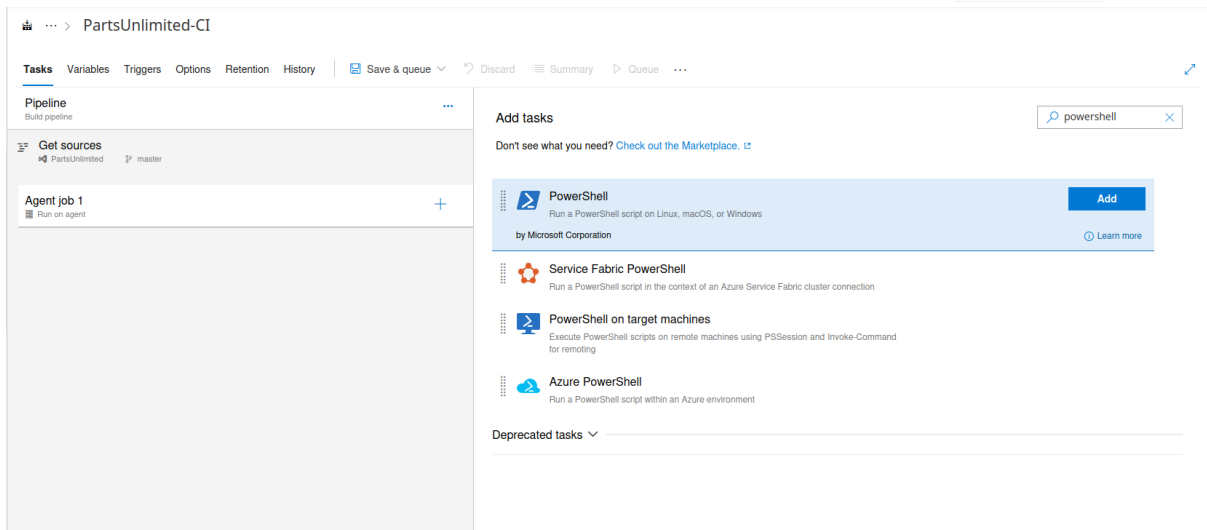 PartsUnlimited-CI
Tasks Variables Triggers Options Retention History Save & queue Discard Summary Queue
Pipeline
Build pipeline
Get sources
PartsUnlimited master
Agent job 1
Run on agent
Add tasks
powershell
Don't see what you need? Check out the Marketplace.
PowerShell
Run a PowerShell script on Linux, macOS, or Windows
Add
by Microsoft Corporation
Learn more
Service Fabric PowerShell
Run a PowerShell script in the context of an Azure Service Fabric cluster connection
PowerShell on target machines
Execute PowerShell scripts on remote machines using PSSession and Invoke-Command
for remoting
Azure PowerShell
Run a PowerShell script within an Azure environment
Deprecated tasks